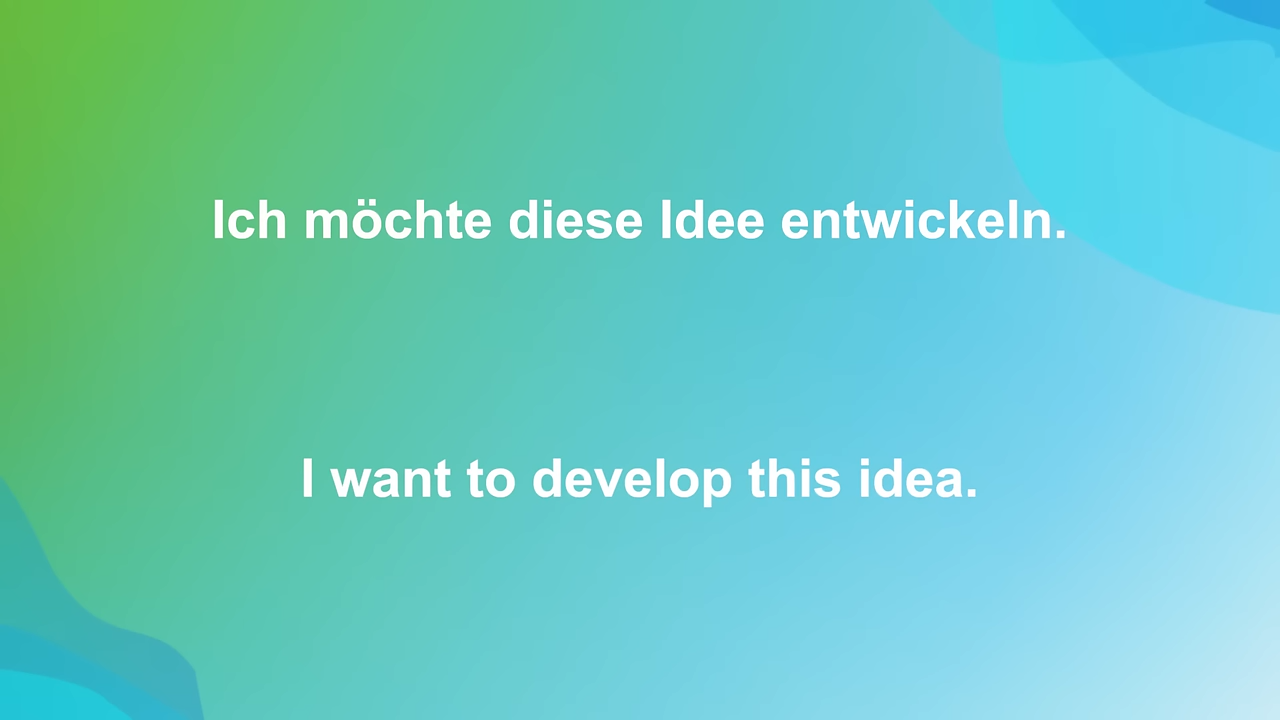 Ich möchte diese Idee entwickeln.
I want to develop this idea.